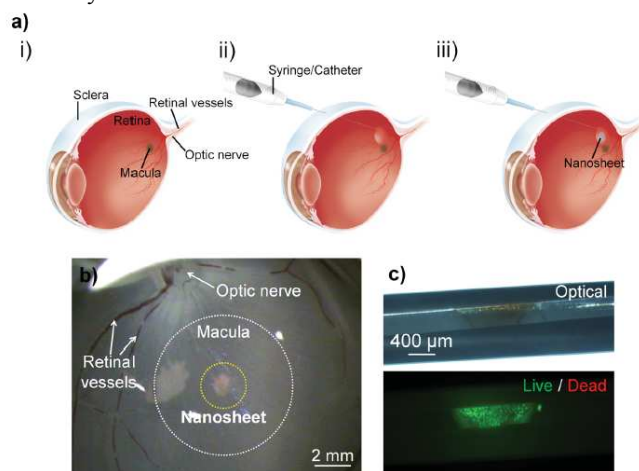 a)
i)
ii)
iii)
Syringe/Catheter
Sclera
Retinal vessels
Retina
Optic nerve
Macula
Nanosheet
b)
Optic nerve
Macula
Retinal
vessels
Nanosheet
2 mm
c)
Optical
400 µm
Live / Dead